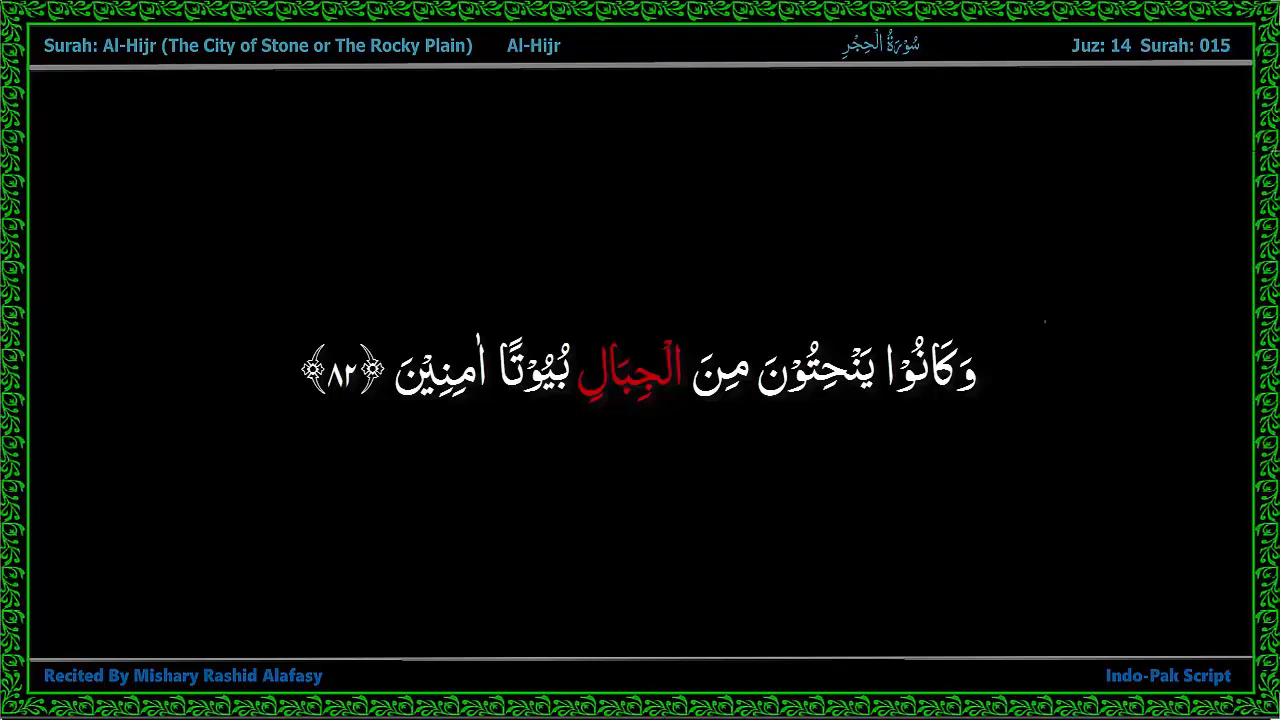 Surah: Al-Hijr (The City of Stone or The Rocky Plain) Al-Hijr سُوْرَةُ الْحِجْرِ Juz: 14 Surah: 015
وَكَانُوْا يَنْحِتُوْنَ مِنَ الْجِبَالِ بُيُوْتًا اٰمِنِيْنَ ﴿٨٢﴾
Recited By Mishary Rashid Alafasy Indo-Pak Script